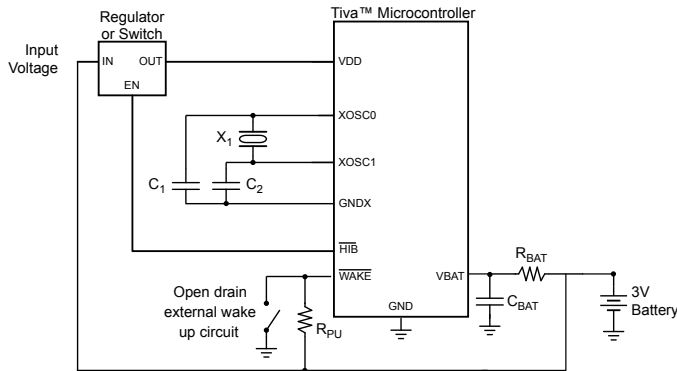 Tiva™ Microcontroller
Regulator
or Switch
Input
Voltage
IN
OUT
EN
VDD
XOSC0
X1
XOSC1
C1
C2
GNDX
HIB
WAKE
VBAT
GND
RBAT
CBAT
3V
Battery
Open drain
external wake
up circuit
RPU